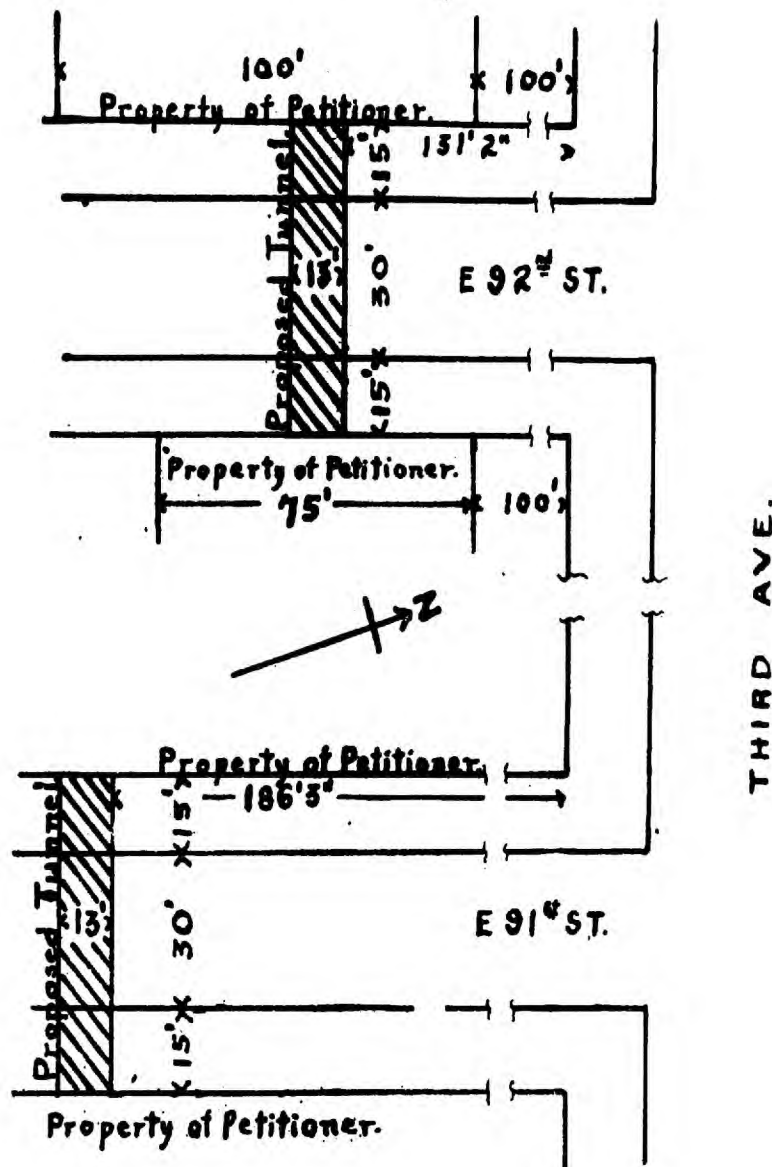 100'
100'
Property of Petitioner.
131'2"
15'
Proposed Tunnel.
13'
30'
E 92nd ST.
15'
Property of Petitioner.
75'
100'
Z
THIRD AVE.
Property of Petitioner.
186'3"
15'
Proposed Tunnel
13'
30'
E 91st ST.
15'
Property of Petitioner.